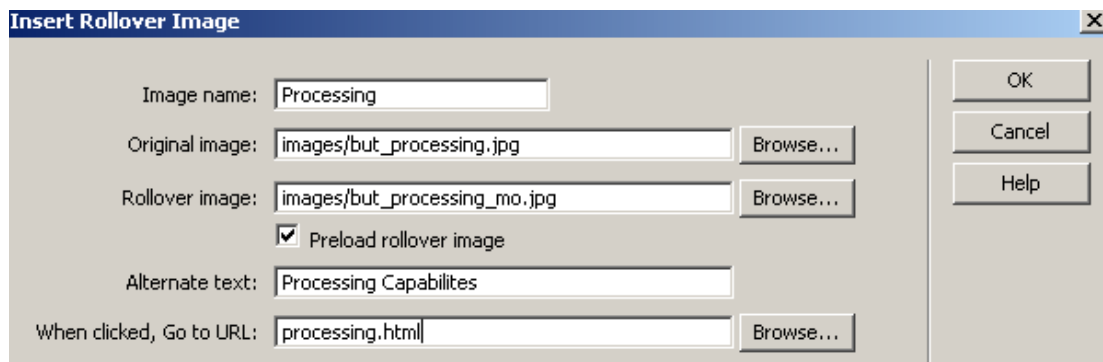 Insert Rollover Image
Image name: Processing
OK
Original image: images/but_processing.jpg Browse...
Cancel
Rollover image: images/but_processing_mo.jpg Browse...
Help
Preload rollover image
Alternate text: Processing Capabilites
When clicked, Go to URL: processing.html Browse...